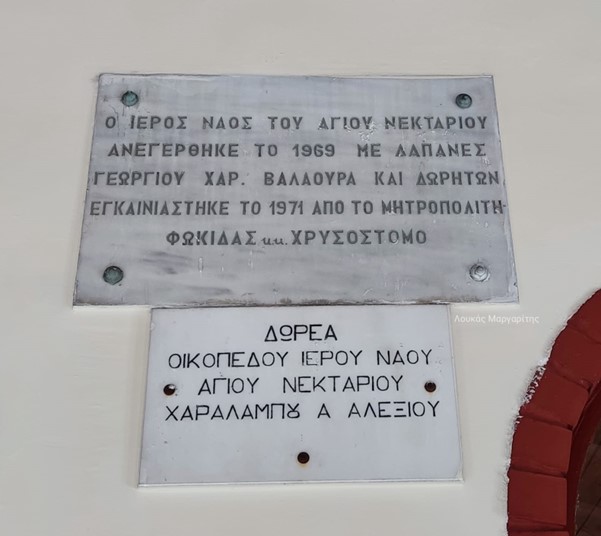 Ο ΙΕΡΟΣ ΝΑΟΣ ΤΟΥ ΑΓΙΟΥ ΝΕΚΤΑΡΙΟΥ
ΑΝΕΓΕΡΘΗΚΕ ΤΟ 1969 ΜΕ ΔΑΠΑΝΕΣ
ΓΕΩΡΓΙΟΥ ΧΑΡ. ΒΑΛΑΟΥΡΑ ΚΑΙ ΔΩΡΗΤΩΝ
ΕΓΚΑΙΝΙΑΣΤΗΚΕ ΤΟ 1971 ΑΠΟ ΤΟ ΜΗΤΡΟΠΟΛΙΤΗ
ΦΩΚΙΔΑΣ κ.κ. ΧΡΥΣΟΣΤΟΜΟ
Λουκάς Μαργαρίτης
ΔΩΡΕΑ
ΟΙΚΟΠΕΔΟΥ ΙΕΡΟΥ ΝΑΟΥ
ΑΓΙΟΥ ΝΕΚΤΑΡΙΟΥ
ΧΑΡΑΛΑΜΠȢ Α ΑΛΕΞΙΟΥ